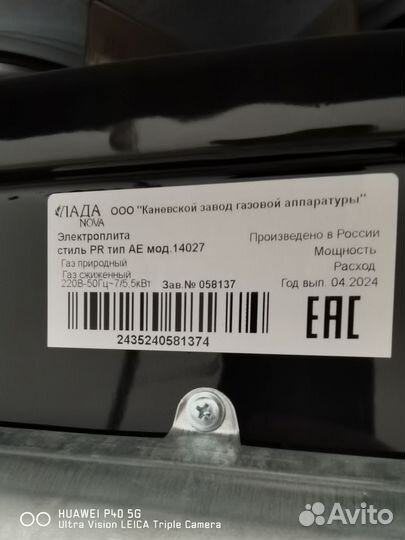 ЛАДА
NOVA
ООО "Каневской завод газовой аппаратуры"
Электроплита
стиль PR тип АЕ мод.14027
Газ природный
Газ сжиженный
220В-50Гц~7/5.5кВт
Зав.№ 058137
Произведено в России
Мощность
Расход
Год вып. 04.2024
2435240581374
EAC
HUAWEI P40 5G
Ultra Vision LEICA Triple Camera
Avito